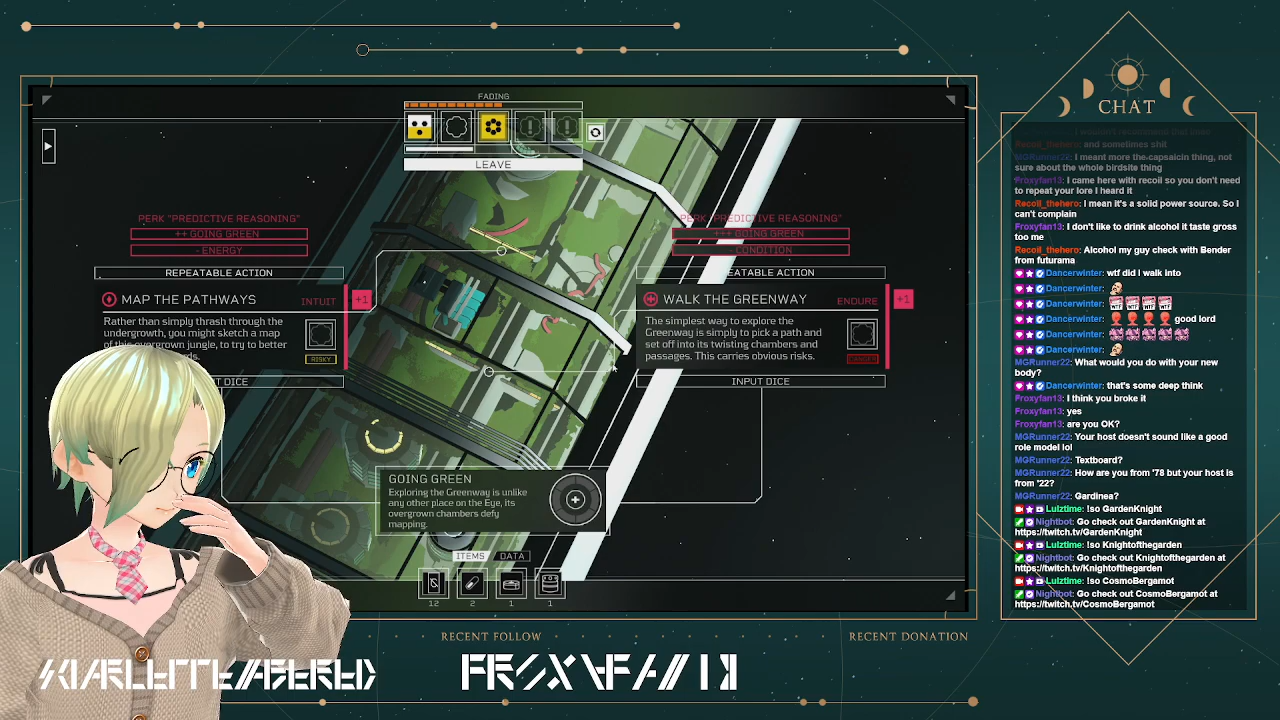 FADING
LEAVE
PERK "PREDICTIVE REASONING"
++ GOING GREEN
- ENERGY
REPEATABLE ACTION
MAP THE PATHWAYS
INTUIT
+1
Rather than simply thrash through the
undergrowth, you might sketch a map
of this overgrown jungle, to try to better
RISKY
DICE
PERK "PREDICTIVE REASONING"
+++ GOING GREEN
- CONDITION
EATABLE ACTION
WALK THE GREENWAY
ENDURE
+1
The simplest way to explore the
Greenway is simply to pick a path and
set off into its twisting chambers and
passages. This carries obvious risks.
DANGER
INPUT DICE
GOING GREEN
Exploring the Greenway is unlike
any other place on the Eye, its
overgrown chambers defy
mapping.
ITEMS
DATA
12
2
1
1
RECENT FOLLOW
RECENT DONATION
CHAT
Recoil_thehero: and sometimes shit
MGRunner22: I meant more the capsaicin thing, not
sure about the whole birdsite thing
Froxyfan13: I came here with recoil so you don't need
to repeat your lore I heard it
Recoil_thehero: I mean it's a solid power source. So I
can't complain
Froxyfan13: I don't like to drink alcohol it taste gross
too me
Recoil_thehero: Alcohol my guy check with Bender
from futurama
Dancerwinter: wtf did I walk into
Dancerwinter:
Dancerwinter:
Dancerwinter: good lord
Dancerwinter:
Dancerwinter:
MGRunner22: What would you do with your new
body?
Dancerwinter: that's some deep think
Froxyfan13: I think you broke it
Froxyfan13: yes
Froxyfan13: are you OK?
MGRunner22: Your host doesn't sound like a good
role model lol
MGRunner22: Textboard?
MGRunner22: How are you from '78 but your host is
from '22?
MGRunner22: Gardinea?
Lulztime: !so GardenKnight
Nightbot: Go check out GardenKnight at
https://twitch.tv/GardenKnight
Lulztime: !so Knightofthegarden
Nightbot: Go check out Knightofthegarden at
https://twitch.tv/Knightofthegarden
Lulztime: !so CosmoBergamot
Nightbot: Go check out CosmoBergamot at
https://twitch.tv/CosmoBergamot